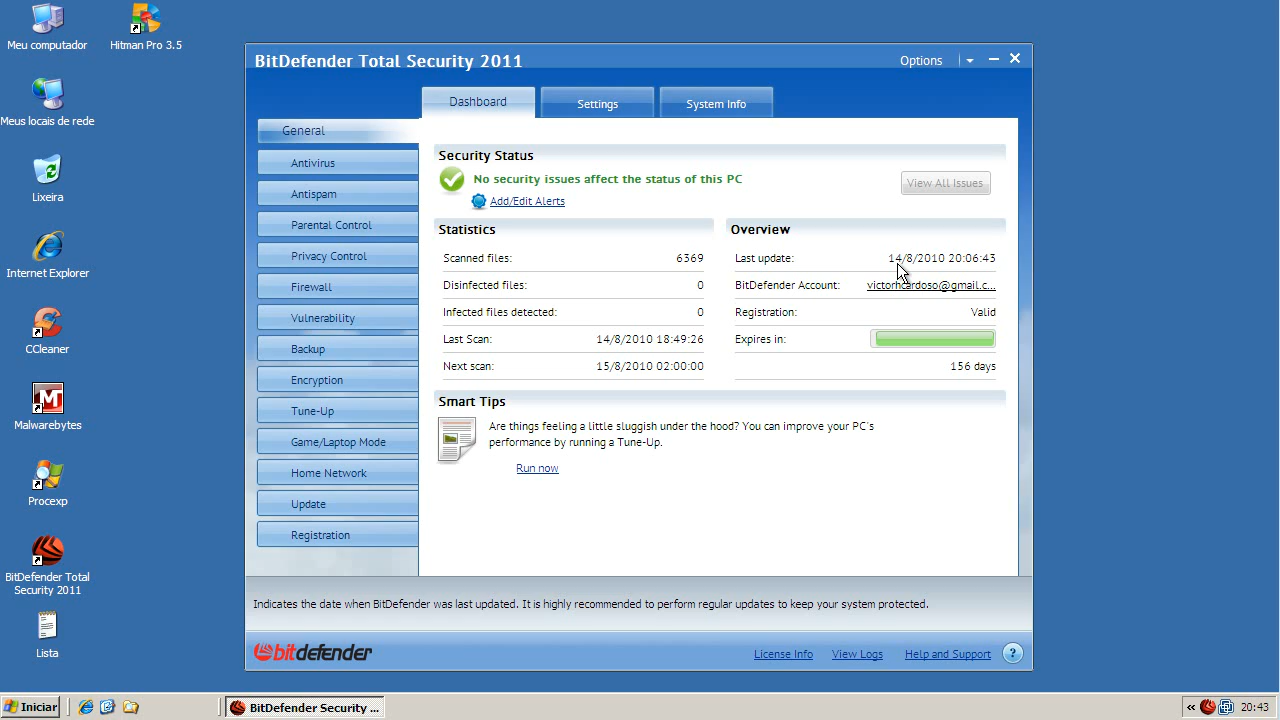 Meu computador
Hitman Pro 3.5
Meus locais de rede
Lixeira
Internet Explorer
CCleaner
Malwarebytes
Procexp
BitDefender Total
Security 2011
Lista
BitDefender Total Security 2011
Options
Dashboard
Settings
System Info
General
Antivirus
Antispam
Parental Control
Privacy Control
Firewall
Vulnerability
Backup
Encryption
Tune-Up
Game/Laptop Mode
Home Network
Update
Registration
Security Status
No security issues affect the status of this PC
View All Issues
Add/Edit Alerts
Statistics
Scanned files: 6369
Disinfected files: 0
Infected files detected: 0
Last Scan: 14/8/2010 18:49:26
Next scan: 15/8/2010 02:00:00
Overview
Last update: 14/8/2010 20:06:43
BitDefender Account: victorhcardoso@gmail.c...
Registration: Valid
Expires in:
156 days
Smart Tips
Are things feeling a little sluggish under the hood? You can improve your PC's
performance by running a Tune-Up.
Run now
Indicates the date when BitDefender was last updated. It is highly recommended to perform regular updates to keep your system protected.
bitdefender
License Info
View Logs
Help and Support
?
Iniciar
BitDefender Security ...
«
20:43